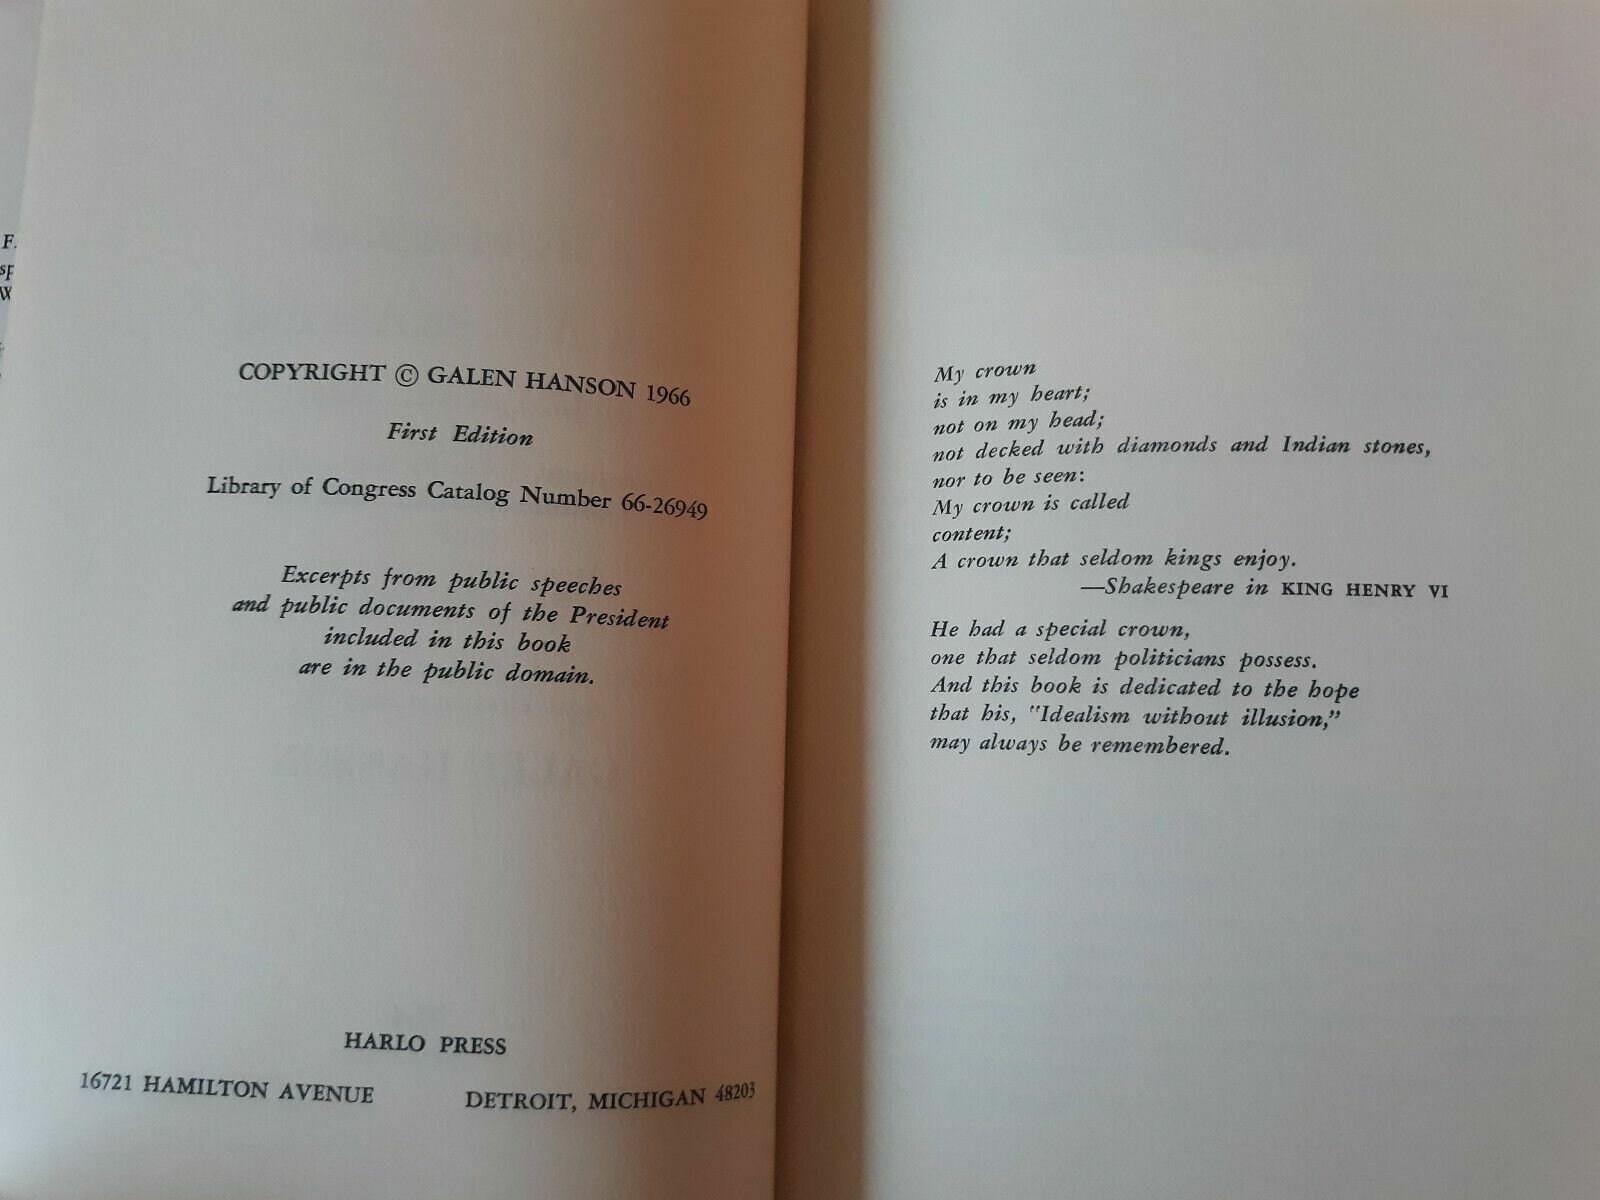 F.
sp
W
COPYRIGHT © GALEN HANSON 1966
First Edition
Library of Congress Catalog Number 66-26949
Excerpts from public speeches
and public documents of the President
included in this book
are in the public domain.
HARLO PRESS
16721 HAMILTON AVENUE DETROIT, MICHIGAN 48203
My crown
is in my heart;
not on my head;
not decked with diamonds and Indian stones,
nor to be seen:
My crown is called
content;
A crown that seldom kings enjoy.
—Shakespeare in KING HENRY VI
He had a special crown,
one that seldom politicians possess.
And this book is dedicated to the hope
that his, "Idealism without illusion,"
may always be remembered.